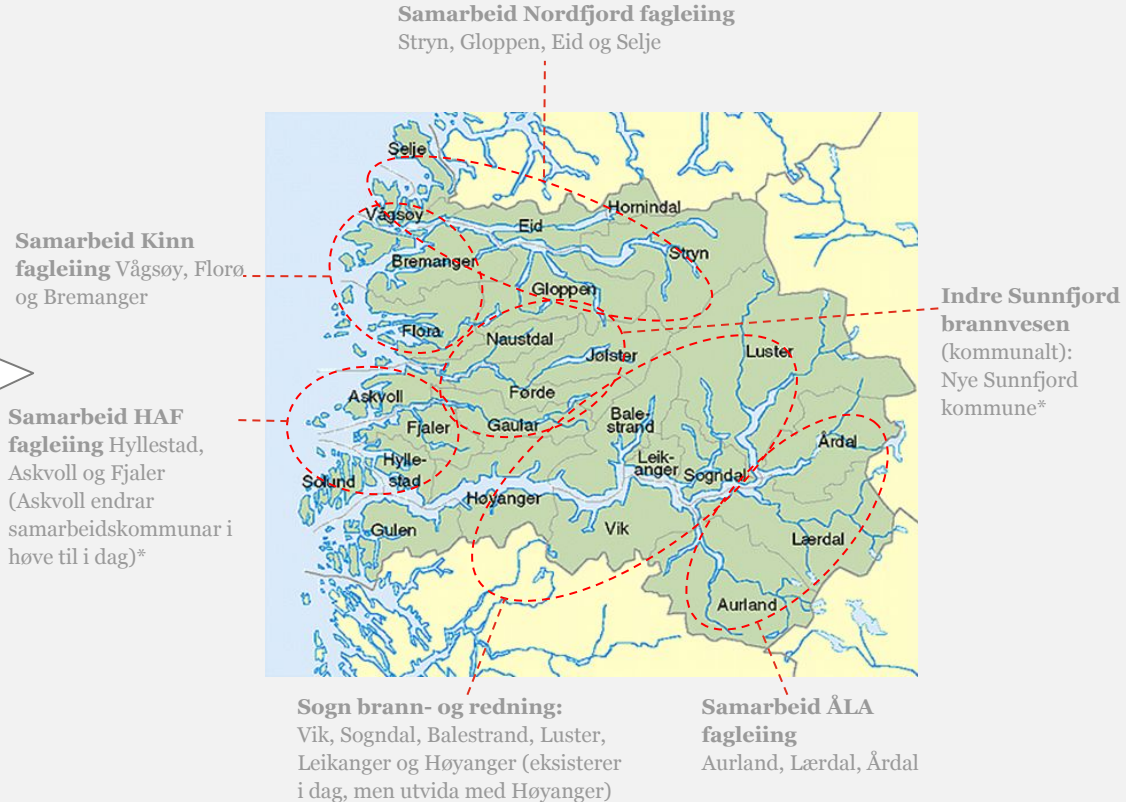 Samarbeid Nordfjord fagleiing
Stryn, Gloppen, Eid og Selje
Samarbeid Kinn
fagleiing Vågsøy, Florø
og Bremanger
Samarbeid HAF
fagleiing Hyllestad,
Askvoll og Fjaler
(Askvoll endrar
samarbeidskommunar i
høve til i dag)*
Selje
Vågsøy
Eid
Hornindal
Bremanger
Stryn
Gloppen
Flora
Naustdal
Jølster
Luster
Askvoll
Førde
Fjaler
Gaular
Bale-
strand
Årdal
Hylle-
stad
Leik-
anger
Sogndal
Solund
Høyanger
Gulen
Vik
Lærdal
Aurland
Indre Sunnfjord
brannvesen
(kommunalt):
Nye Sunnfjord
kommune*
Sogn brann- og redning:
Vik, Sogndal, Balestrand, Luster,
Leikanger og Høyanger (eksisterer
i dag, men utvida med Høyanger)
Samarbeid ÅLA
fagleiing
Aurland, Lærdal, Årdal